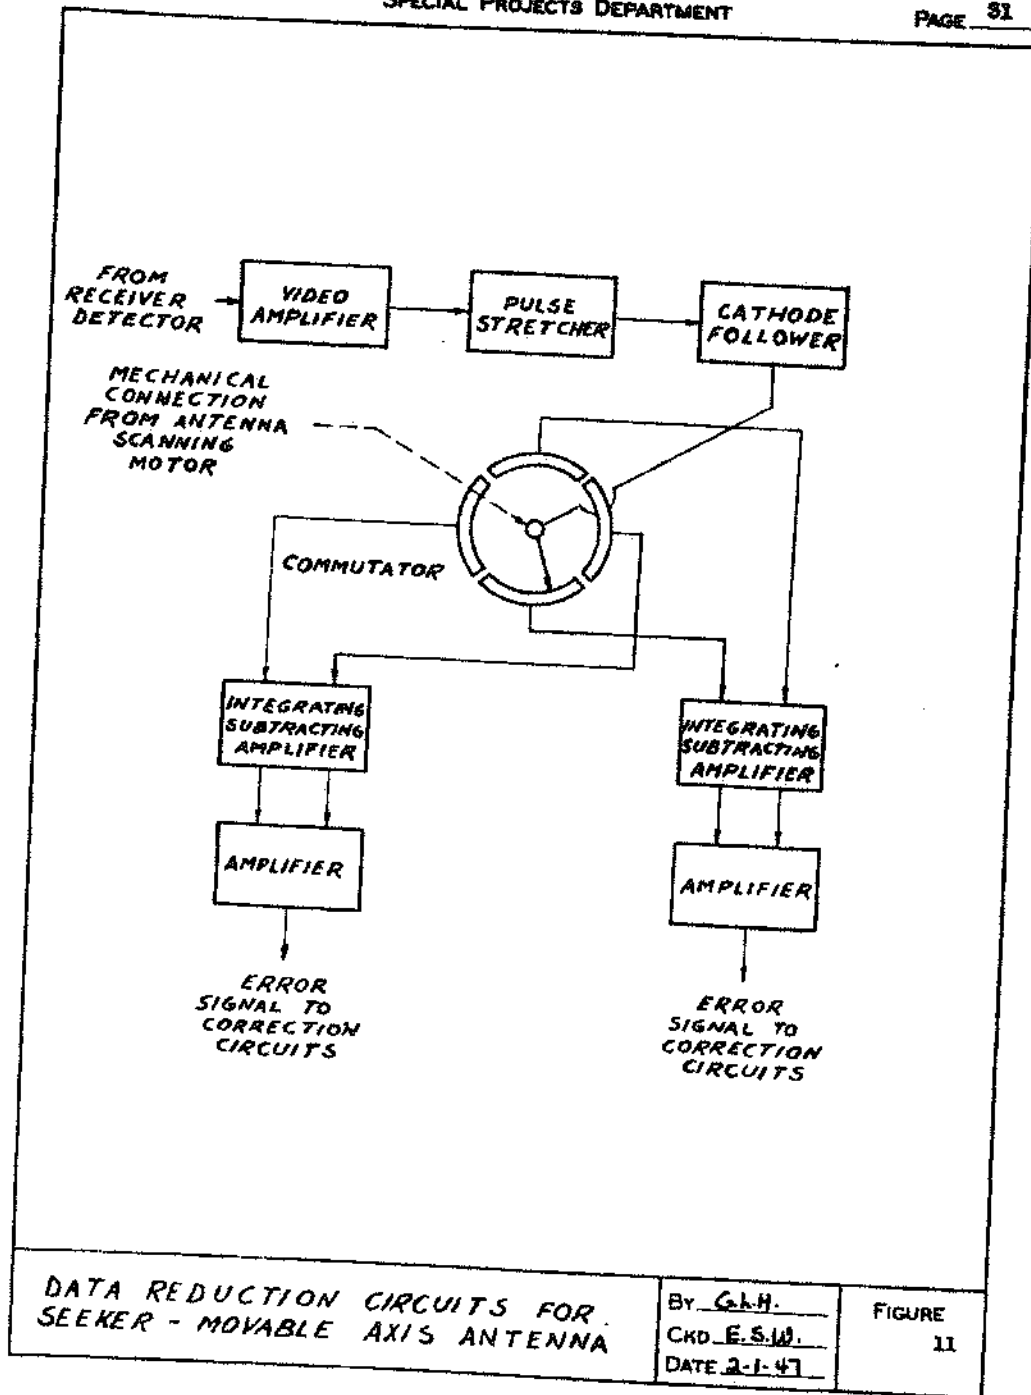 SPECIAL PROJECTS DEPARTMENT
PAGE 31
FROM
RECEIVER
DETECTOR
VIDEO
AMPLIFIER
PULSE
STRETCHER
CATHODE
FOLLOWER
MECHANICAL
CONNECTION
FROM ANTENNA
SCANNING
MOTOR
COMMUTATOR
INTEGRATING
SUBTRACTING
AMPLIFIER
INTEGRATING
SUBTRACTING
AMPLIFIER
AMPLIFIER
AMPLIFIER
ERROR
SIGNAL TO
CORRECTION
CIRCUITS
ERROR
SIGNAL TO
CORRECTION
CIRCUITS
DATA REDUCTION CIRCUITS FOR
SEEKER - MOVABLE AXIS ANTENNA
BY G.L.H.
CKD E.S.W.
DATE 2-1-47
FIGURE
11